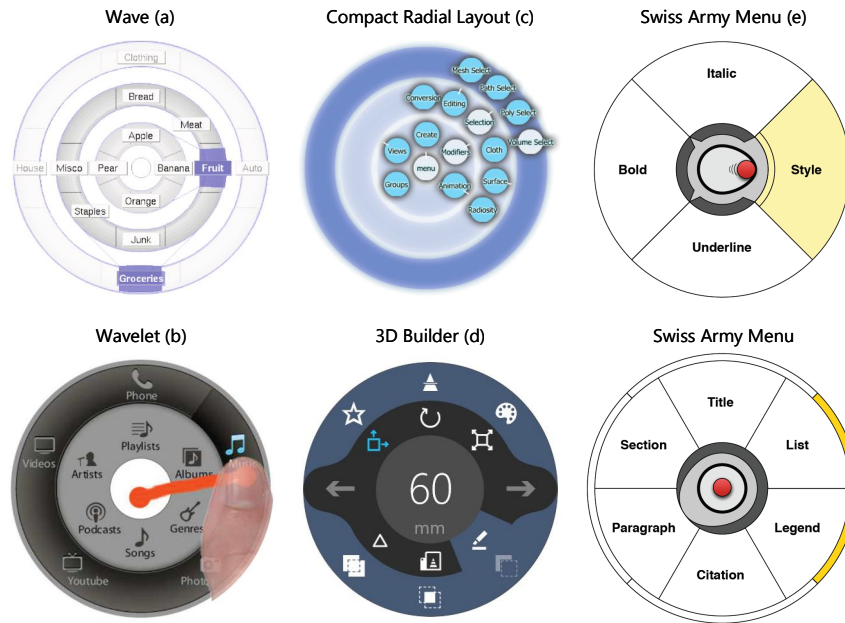 Wave (a)
Clothing
Bread
Meat
Apple
House
Misco
Pear
Banana
Fruit
Auto
Staples
Orange
Junk
Groceries
Compact Radial Layout (c)
Mesh Select
Path Select
Conversion
Editing
Poly Select
Selection
Create
Volume Select
Views
Modifiers
Cloth
menu
Groups
Animation
Surface
Radiosity
Swiss Army Menu (e)
Italic
Bold
Style
Underline
Wavelet (b)
Phone
Playlists
Videos
Artists
Albums
Podcasts
Genres
Songs
Youtube
3D Builder (d)
60
mm
Swiss Army Menu
Title
Section
List
Paragraph
Legend
Citation